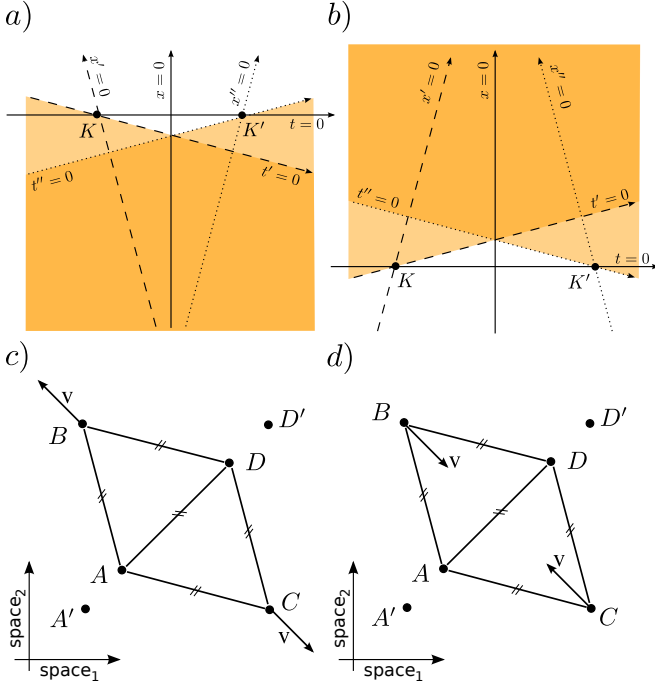 a)
x' = 0
x = 0
x'' = 0
K
K'
t = 0
t'' = 0
t' = 0
b)
x' = 0
x = 0
x'' = 0
t'' = 0
t' = 0
t = 0
K
K'
c)
v
B
D'
D
A
C
A'
v
space₂
space₁
d)
B
D'
v
D
v
A
C
A'
space₂
space₁